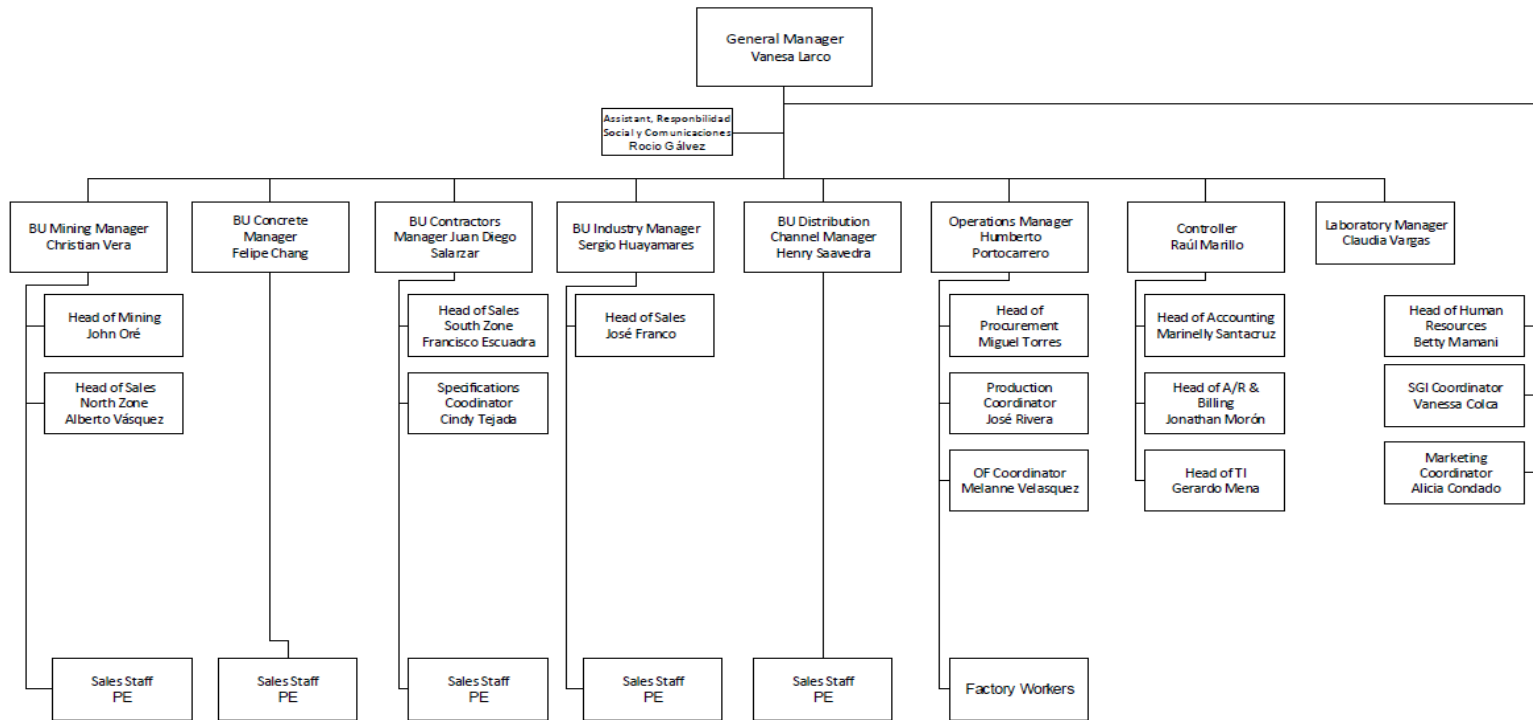 General Manager
Vanesa Larco
Assistant, Responbilidad
Social y Comunicaciones
Rocio Gálvez
BU Mining Manager
Christian Vera
BU Concrete
Manager
Felipe Chang
BU Contractors
Manager Juan Diego
Salarzar
BU Industry Manager
Sergio Huayamares
BU Distribution
Channel Manager
Henry Saavedra
Operations Manager
Humberto
Portocarrero
Controller
Raúl Marillo
Laboratory Manager
Claudia Vargas
Head of Mining
John Oré
Head of Sales
South Zone
Francisco Escuadra
Head of Sales
José Franco
Head of
Procurement
Miguel Torres
Head of Accounting
Marinelly Santacruz
Head of Human
Resources
Betty Mamani
Head of Sales
North Zone
Alberto Vásquez
Specifications
Coodinator
Cindy Tejada
Production
Coordinator
José Rivera
Head of A/R &
Billing
Jonathan Morón
SGI Coordinator
Vanessa Colca
OF Coordinator
Melanne Velasquez
Head of TI
Gerardo Mena
Marketing
Coordinator
Alicia Condado
Sales Staff
PE
Sales Staff
PE
Sales Staff
PE
Sales Staff
PE
Sales Staff
PE
Factory Workers